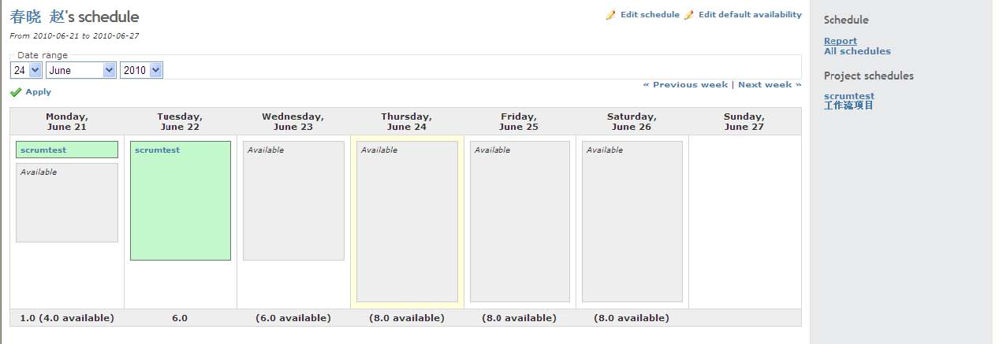 春晓 赵's schedule
Edit schedule Edit default availability
From 2010-06-21 to 2010-06-27
Date range
24 June 2010
« Previous week | Next week »
Apply
Monday, June 21
Tuesday, June 22
Wednesday, June 23
Thursday, June 24
Friday, June 25
Saturday, June 26
Sunday, June 27
scrumtest
Available
scrumtest
Available
Available
Available
Available
1.0 (4.0 available) 6.0 (6.0 available) (8.0 available) (8.0 available) (8.0 available)
Schedule
Report
All schedules
Project schedules
scrumtest
工作流项目